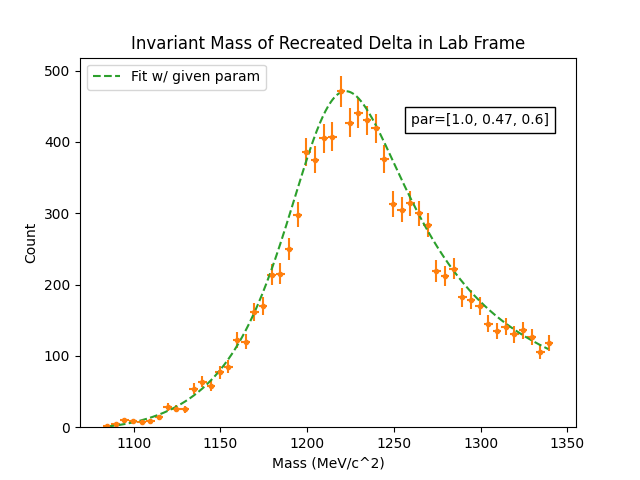 Invariant Mass of Recreated Delta in Lab Frame
Fit w/ given param
par=[1.0, 0.47, 0.6]
Count
500
400
300
200
100
0
1100 1150 1200 1250 1300 1350
Mass (MeV/c^2)